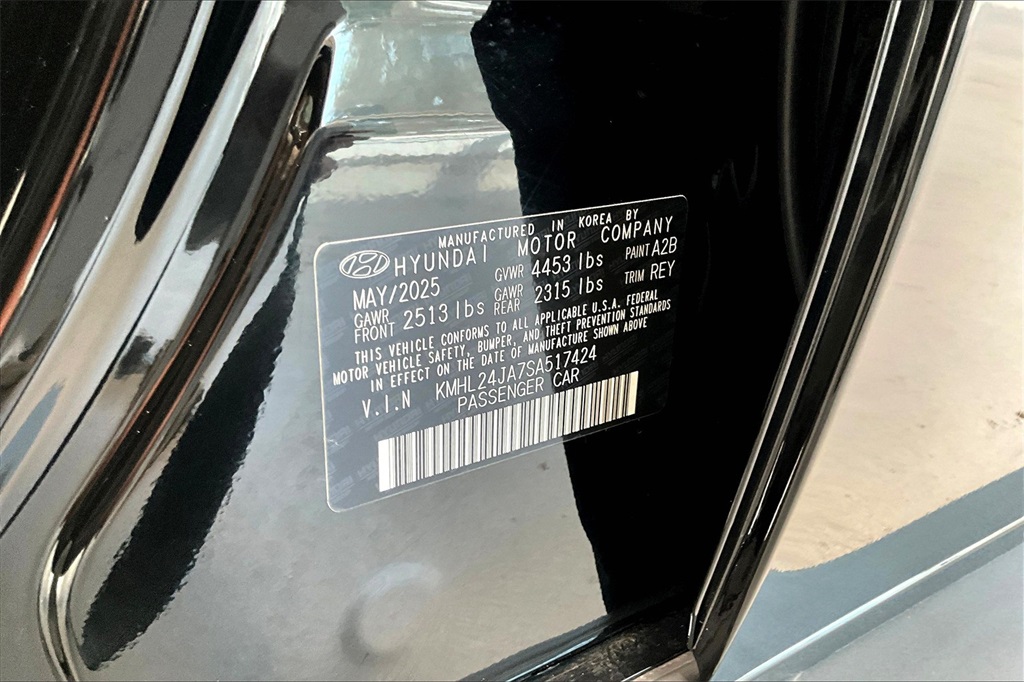 MANUFACTURED IN KOREA BY
HYUNDAI MOTOR COMPANY
MAY/2025 GVWR 4453 lbs PAINT A2B
GAWR FRONT 2513 lbs GAWR REAR 2315 lbs TRIM REY
THIS VEHICLE CONFORMS TO ALL APPLICABLE U.S.A. FEDERAL
MOTOR VEHICLE SAFETY, BUMPER, AND THEFT PREVENTION STANDARDS
IN EFFECT ON THE DATE OF MANUFACTURE SHOWN ABOVE
V.I.N KMHL24JA7SA517424
PASSENGER CAR